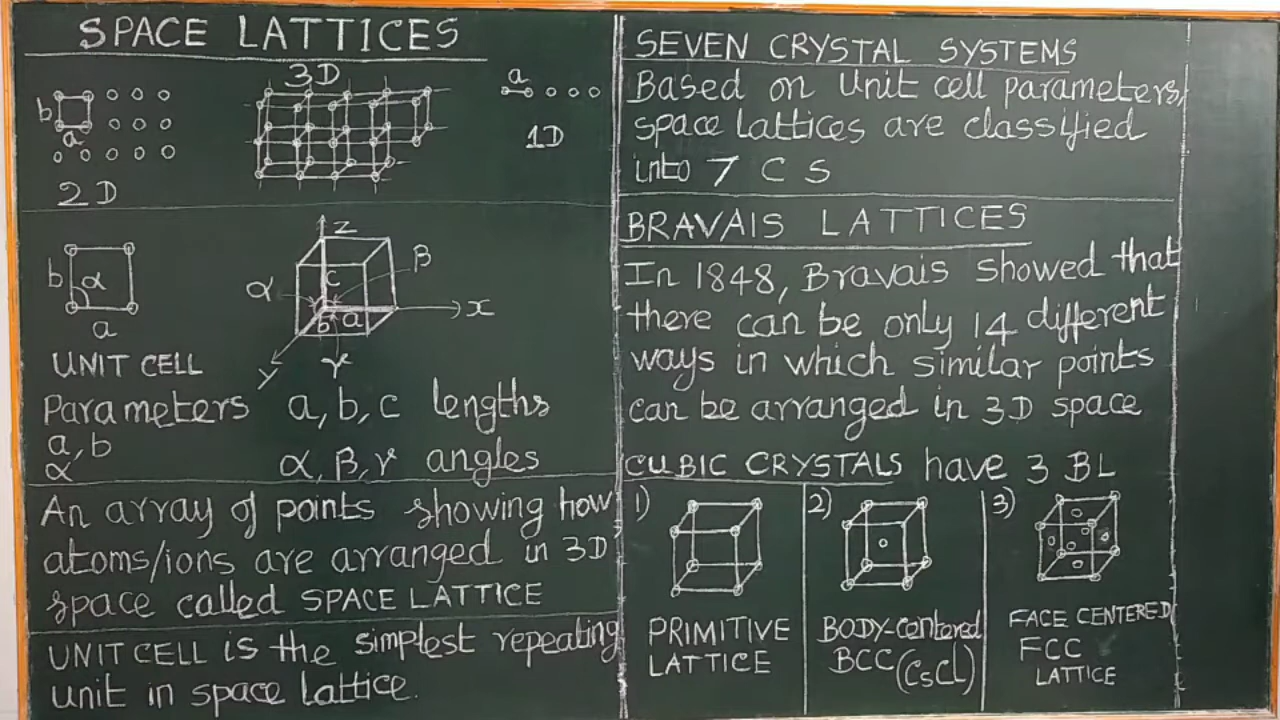 SPACE LATTICES
3D
a
b
a
1D
2D
z
β
b
α
c
α
a
b
x
a
γ
UNIT CELL
y
Parameters a, b, c lengths
a, b
α
α, β, γ angles
An array of points showing how
atoms/ions are arranged in 3D
space called SPACE LATTICE
UNIT CELL is the simplest repeating
unit in space lattice.
SEVEN CRYSTAL SYSTEMS
Based on unit cell parameters,
space lattices are classified
into 7 C S
BRAVAIS LATTICES
In 1848, Bravais showed that
there can be only 14 different
ways in which similar points
can be arranged in 3D space
CUBIC CRYSTALS have 3 BL
1)
PRIMITIVE
LATTICE
2)
BODY-centered
BCC (CsCl)
3)
FACE CENTERED
FCC
LATTICE